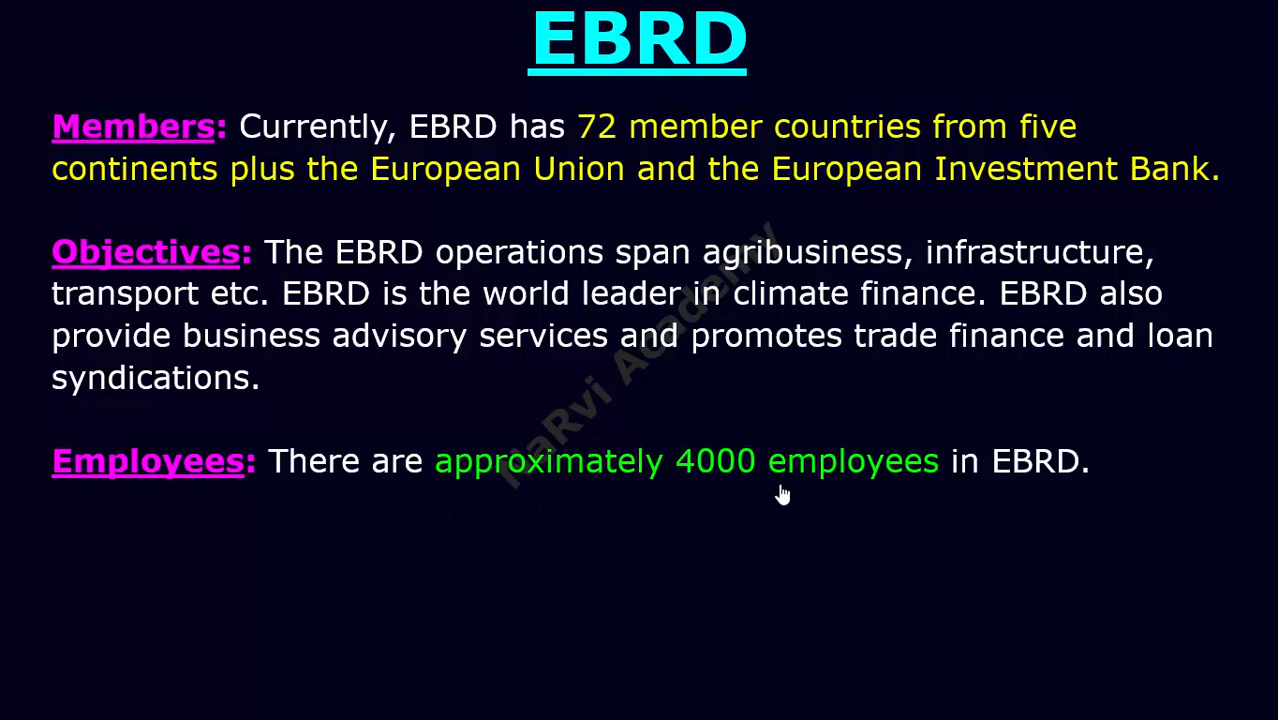 EBRD
Members: Currently, EBRD has 72 member countries from five
continents plus the European Union and the European Investment Bank.
Objectives: The EBRD operations span agribusiness, infrastructure,
transport etc. EBRD is the world leader in climate finance. EBRD also
provide business advisory services and promotes trade finance and loan
syndications.
Employees: There are approximately 4000 employees in EBRD.
NaRvi Academy